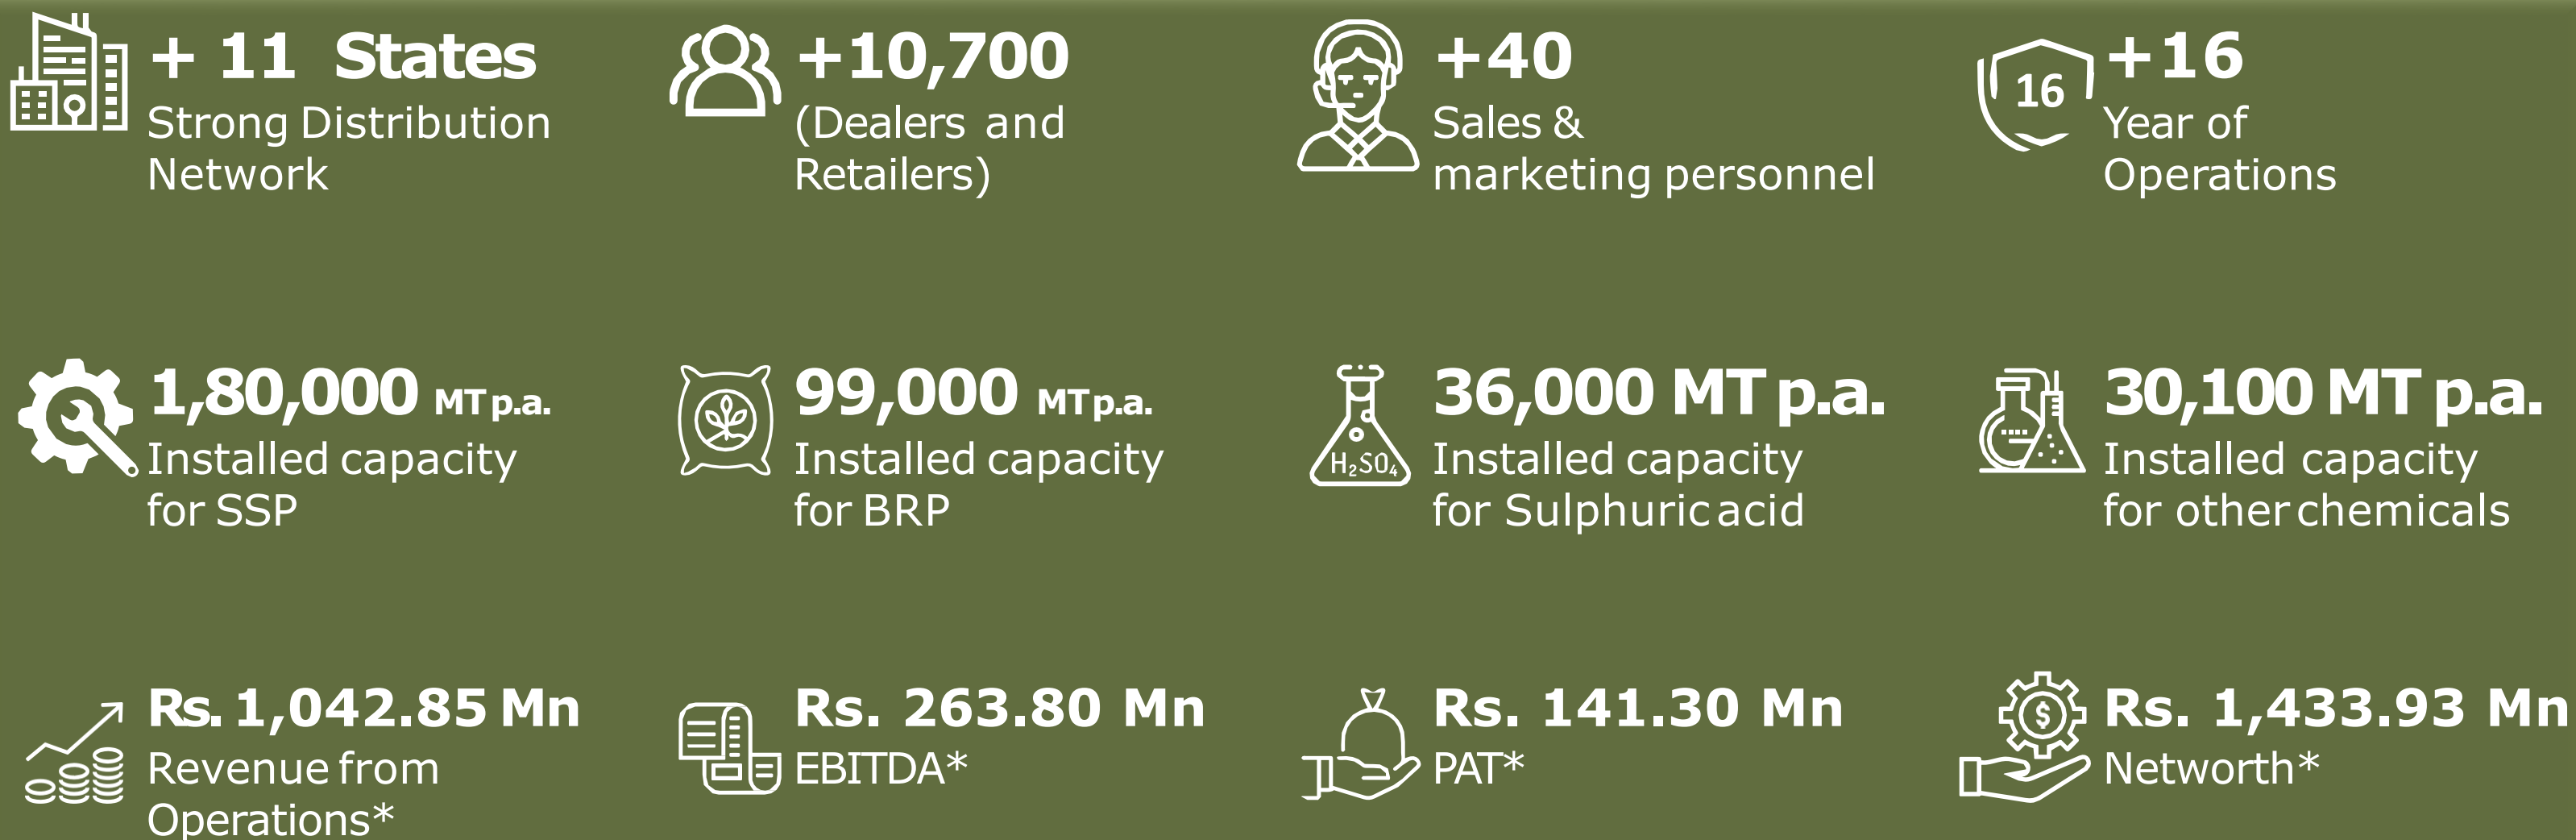 + 11 States
Strong Distribution
Network
+10,700
(Dealers and
Retailers)
+40
Sales &
marketing personnel
16
+16
Year of
Operations
1,80,000 MT p.a.
Installed capacity
for SSP
99,000 MT p.a.
Installed capacity
for BRP
H₂SO₄
36,000 MT p.a.
Installed capacity
for Sulphuric acid
30,100 MT p.a.
Installed capacity
for other chemicals
Rs. 1,042.85 Mn
Revenue from
Operations*
Rs. 263.80 Mn
EBITDA*
Rs. 141.30 Mn
PAT*
$
Rs. 1,433.93 Mn
Networth*